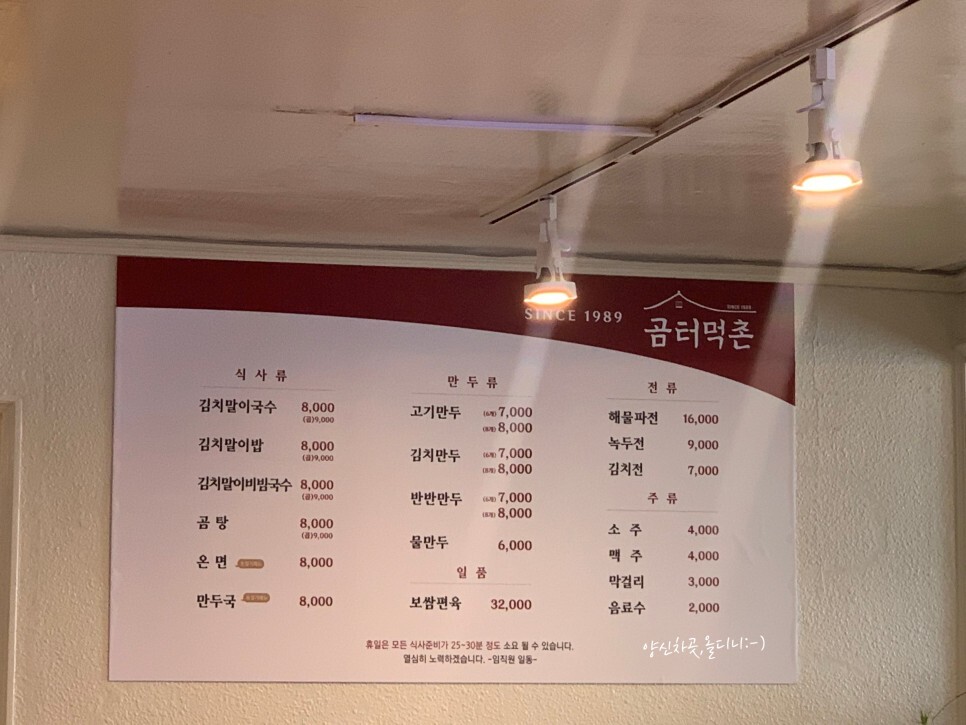 SINCE 1989
SINCE 1989
곰터먹촌
식 사 류
김치말이국수 8,000
(곱)9,000
김치말이밥 8,000
(곱)9,000
김치말이비빔국수 8,000
(곱)9,000
곰 탕 8,000
(곱)9,000
온 면 8,000
만두국 8,000
만 두 류
고기만두 (6개) 7,000
(8개) 8,000
김치만두 (6개) 7,000
(8개) 8,000
반반만두 (6개) 7,000
(8개) 8,000
물만두 6,000
일 품
보쌈편육 32,000
전 류
해물파전 16,000
녹두전 9,000
김치전 7,000
주 류
소 주 4,000
맥 주 4,000
막걸리 3,000
음료수 2,000
휴일은 모든 식사준비가 25-30분 정도 소요 될 수 있습니다.
열심히 노력하겠습니다. -임직원 일동-
양신차곳,올디니:-)